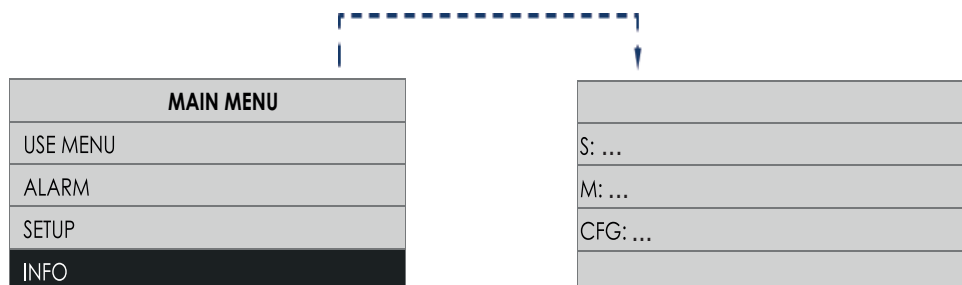 MAIN MENU
USE MENU
ALARM
SETUP
INFO
S: ...
M: ...
CFG: ...